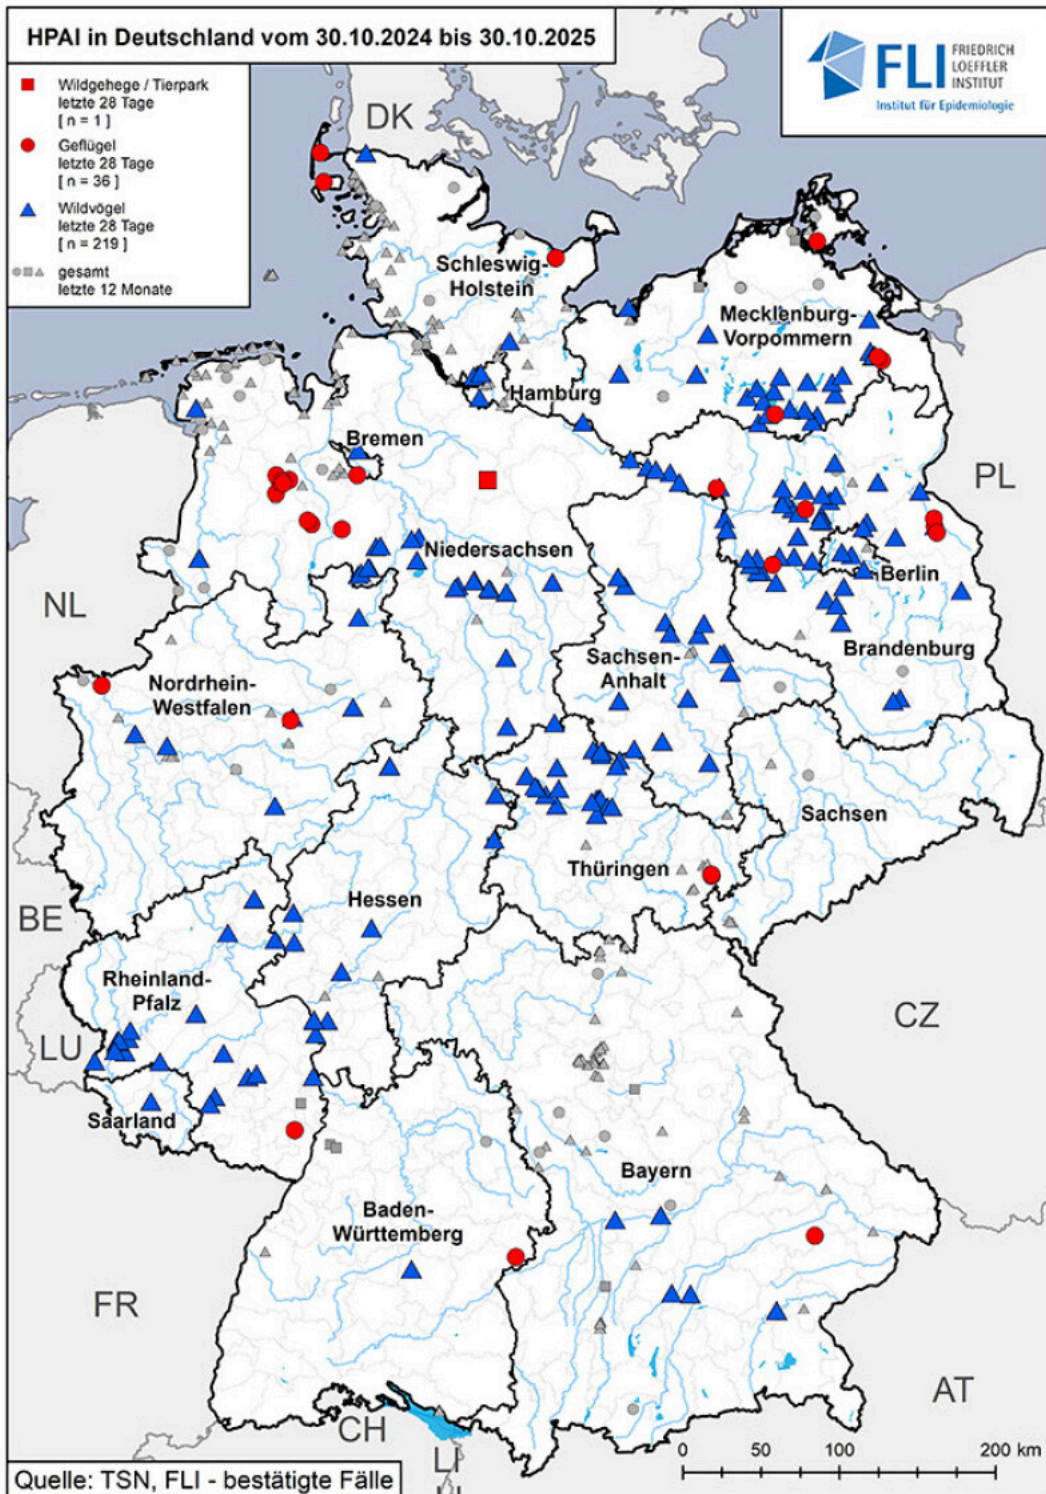 HPAI in Deutschland vom 30.10.2024 bis 30.10.2025
FLI
FRIEDRICH
LOEFFLER
INSTITUT
Institut für Epidemiologie
Wildgehege / Tierpark
letzte 28 Tage
[ n = 1 ]
Geflügel
letzte 28 Tage
[ n = 36 ]
Wildvögel
letzte 28 Tage
[ n = 219 ]
gesamt
letzte 12 Monate
DK
Schleswig-
Holstein
Mecklenburg-
Vorpommern
Hamburg
Bremen
PL
Niedersachsen
Berlin
NL
Brandenburg
Sachsen-
Anhalt
Nordrhein-
Westfalen
Sachsen
Thüringen
Hessen
BE
Rheinland-
Pfalz
CZ
LU
Saarland
Bayern
Baden-
Württemberg
FR
AT
CH
LI
0 50 100 200 km
Quelle: TSN, FLI - bestätigte Fälle